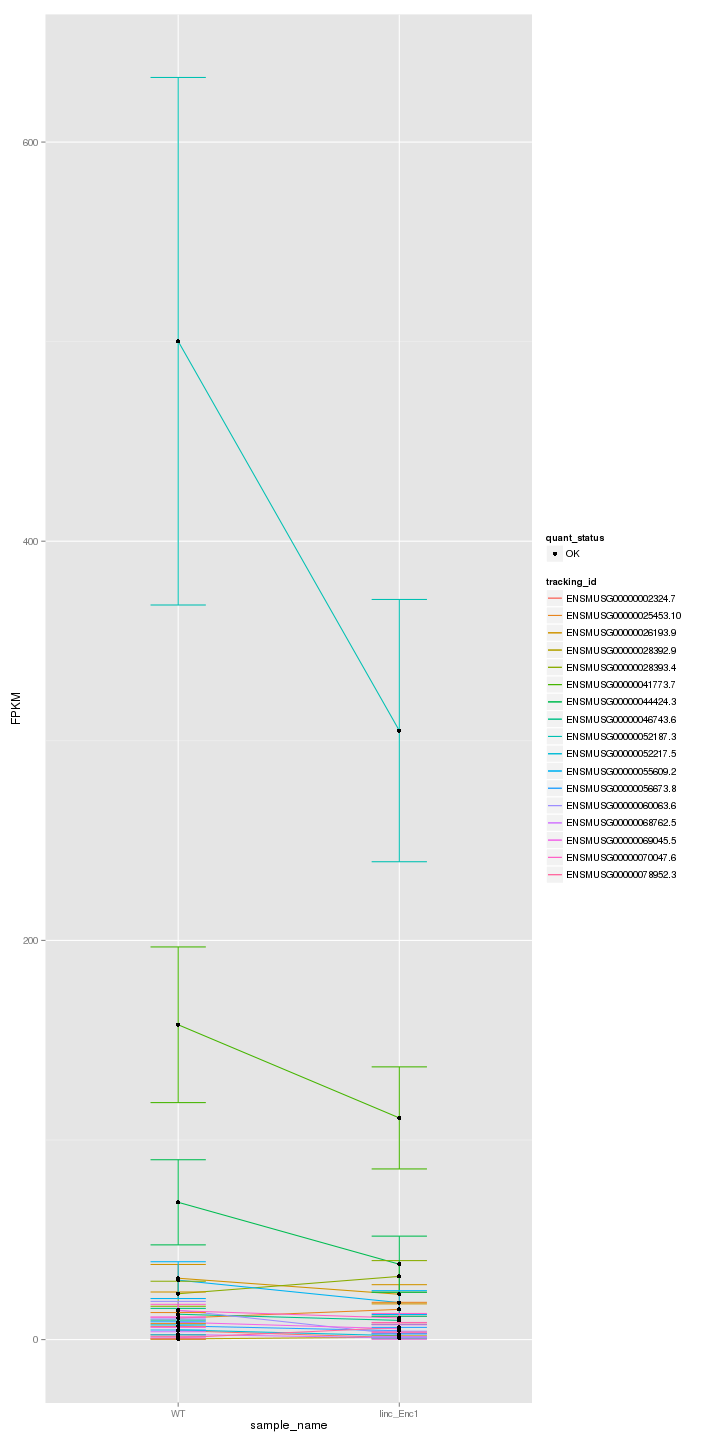 600
400
200
0
FPKM
WT
linc_Enc1
sample_name
quant_status
OK
tracking_id
ENSMUSG00000002324.7
ENSMUSG00000025453.10
ENSMUSG00000026193.9
ENSMUSG00000028392.9
ENSMUSG00000028393.4
ENSMUSG00000041773.7
ENSMUSG00000044424.3
ENSMUSG00000046743.6
ENSMUSG00000052187.3
ENSMUSG00000052217.5
ENSMUSG00000055609.2
ENSMUSG00000056673.8
ENSMUSG00000060063.6
ENSMUSG00000068762.5
ENSMUSG00000069045.5
ENSMUSG00000070047.6
ENSMUSG00000078952.3